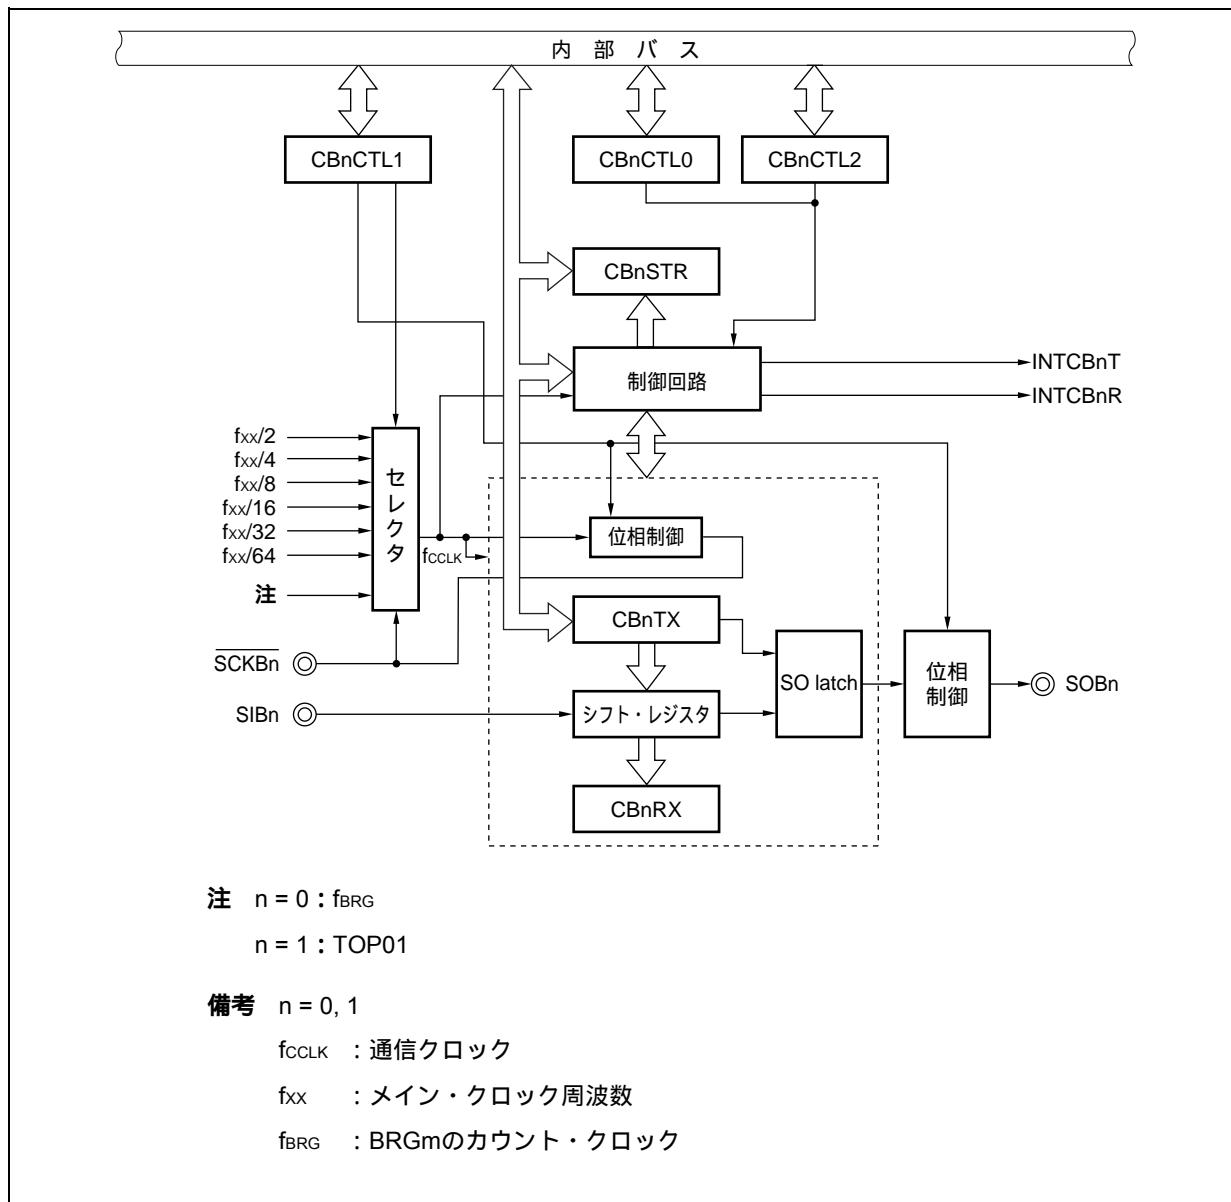 内 部 バ ス
CBnCTL1
CBnCTL0
CBnCTL2
CBnSTR
制御回路
INTCBnT
INTCBnR
fXX/2
fXX/4
fXX/8
fXX/16
fXX/32
fXX/64
注
セレクタ
fCCLK
位相制御
CBnTX
SCKBn
SO latch
位相
制御
SOBn
SIBn
シフト・レジスタ
CBnRX
注 n = 0：fBRG
n = 1：TOP01
備考 n = 0, 1
fCCLK ：通信クロック
fXX ：メイン・クロック周波数
fBRG ：BRGmのカウント・クロック